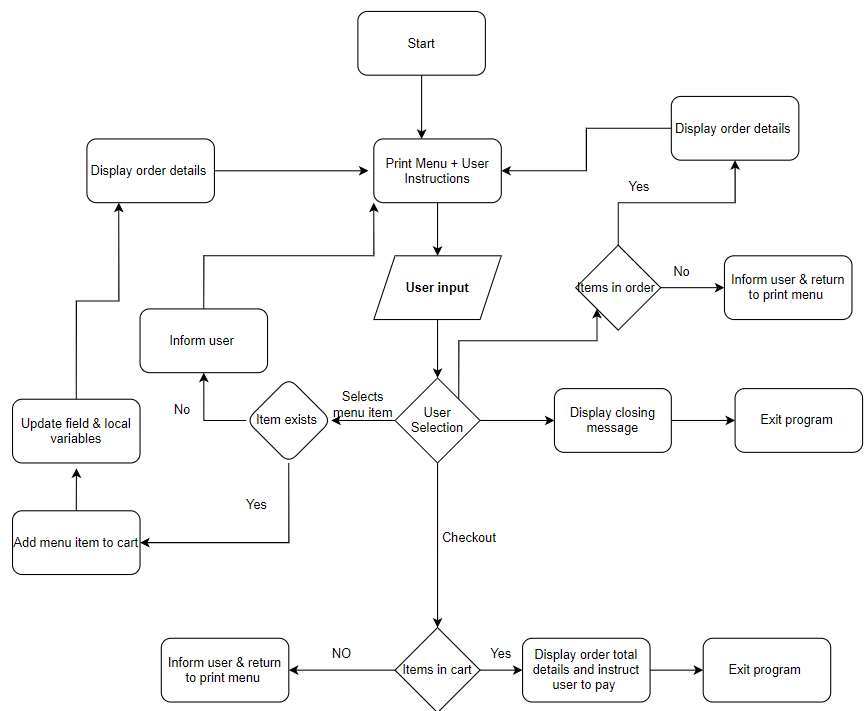 Start
Display order details
Display order details
Print Menu + User
Instructions
Yes
User input
Items in order
No
Inform user & return
to print menu
Inform user
Selects
menu item
No
Item exists
User
Selection
Display closing
message
Exit program
Update field & local
variables
Yes
Add menu item to cart
Checkout
NO
Yes
Inform user & return
to print menu
Items in cart
Display order total
details and instruct
user to pay
Exit program